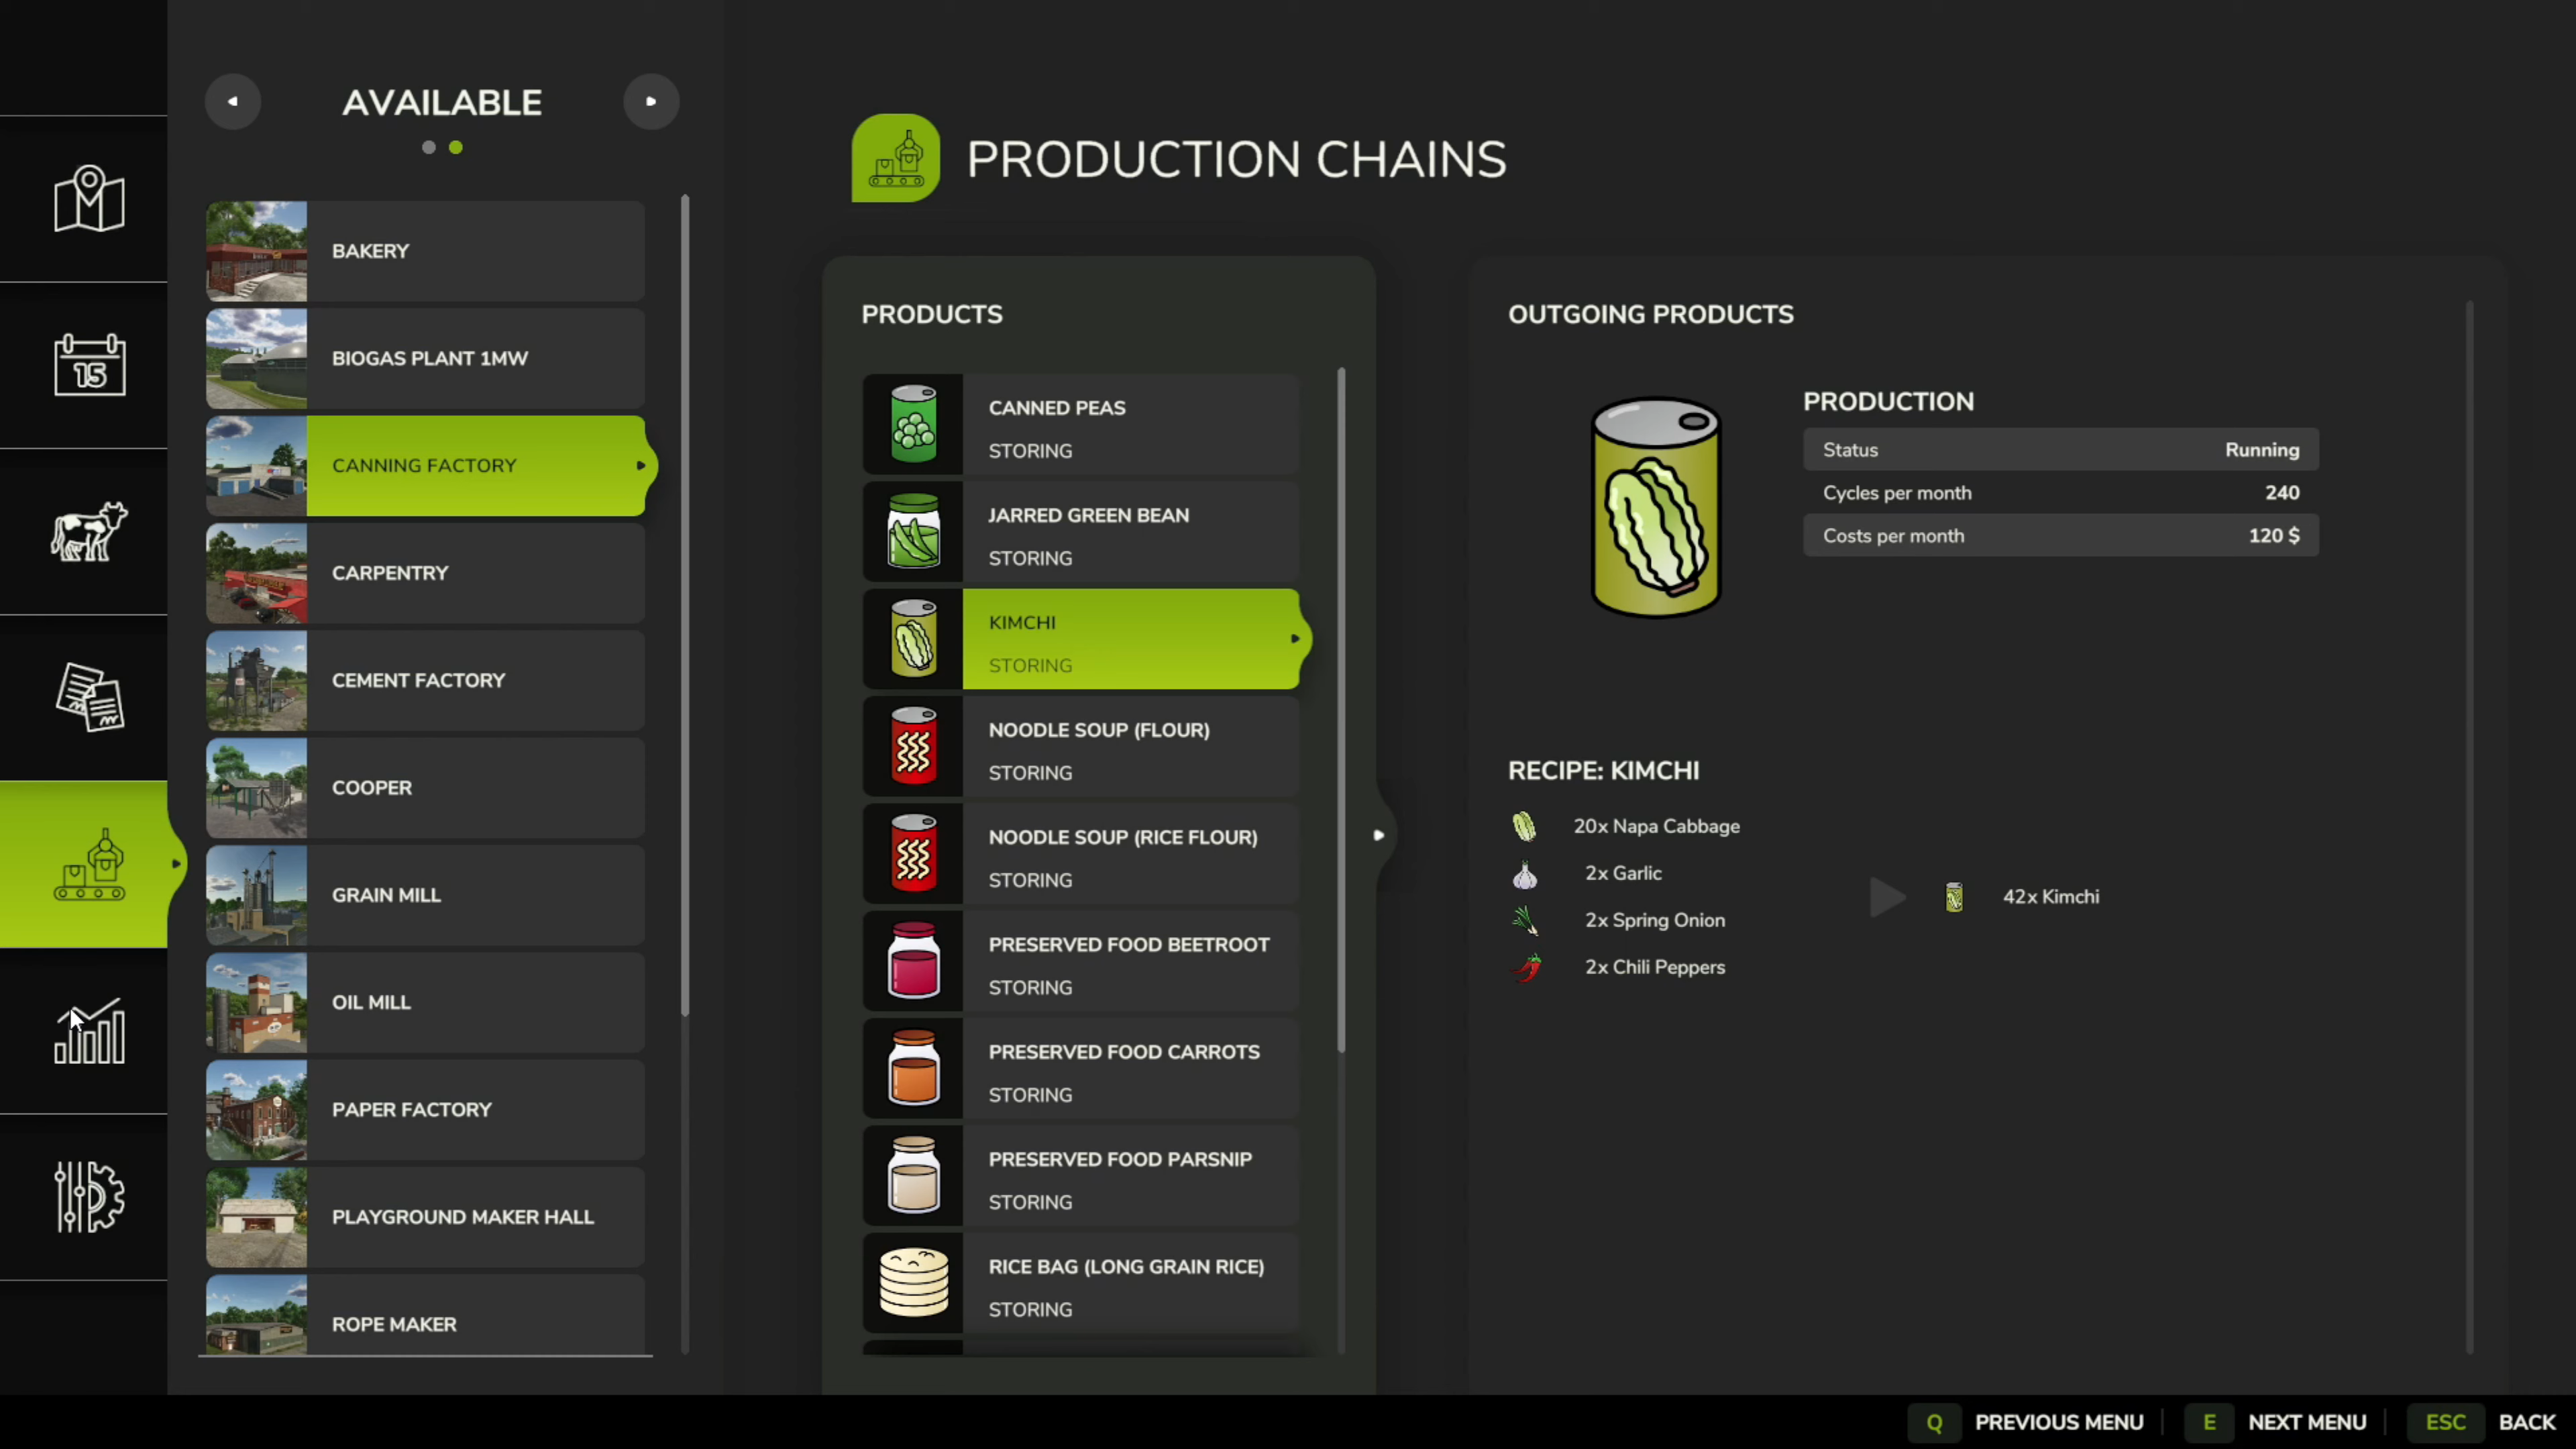 AVAILABLE
BAKERY
BIOGAS PLANT 1MW
CANNING FACTORY
CARPENTRY
CEMENT FACTORY
COOPER
GRAIN MILL
OIL MILL
PAPER FACTORY
PLAYGROUND MAKER HALL
ROPE MAKER
15
PRODUCTION CHAINS
PRODUCTS
CANNED PEAS
STORING
JARRED GREEN BEAN
STORING
KIMCHI
STORING
NOODLE SOUP (FLOUR)
STORING
NOODLE SOUP (RICE FLOUR)
STORING
PRESERVED FOOD BEETROOT
STORING
PRESERVED FOOD CARROTS
STORING
PRESERVED FOOD PARSNIP
STORING
RICE BAG (LONG GRAIN RICE)
STORING
OUTGOING PRODUCTS
PRODUCTION
Status Running
Cycles per month 240
Costs per month 120 $
RECIPE: KIMCHI
20x Napa Cabbage
2x Garlic
2x Spring Onion
2x Chili Peppers
42x Kimchi
Q PREVIOUS MENU E NEXT MENU ESC BACK